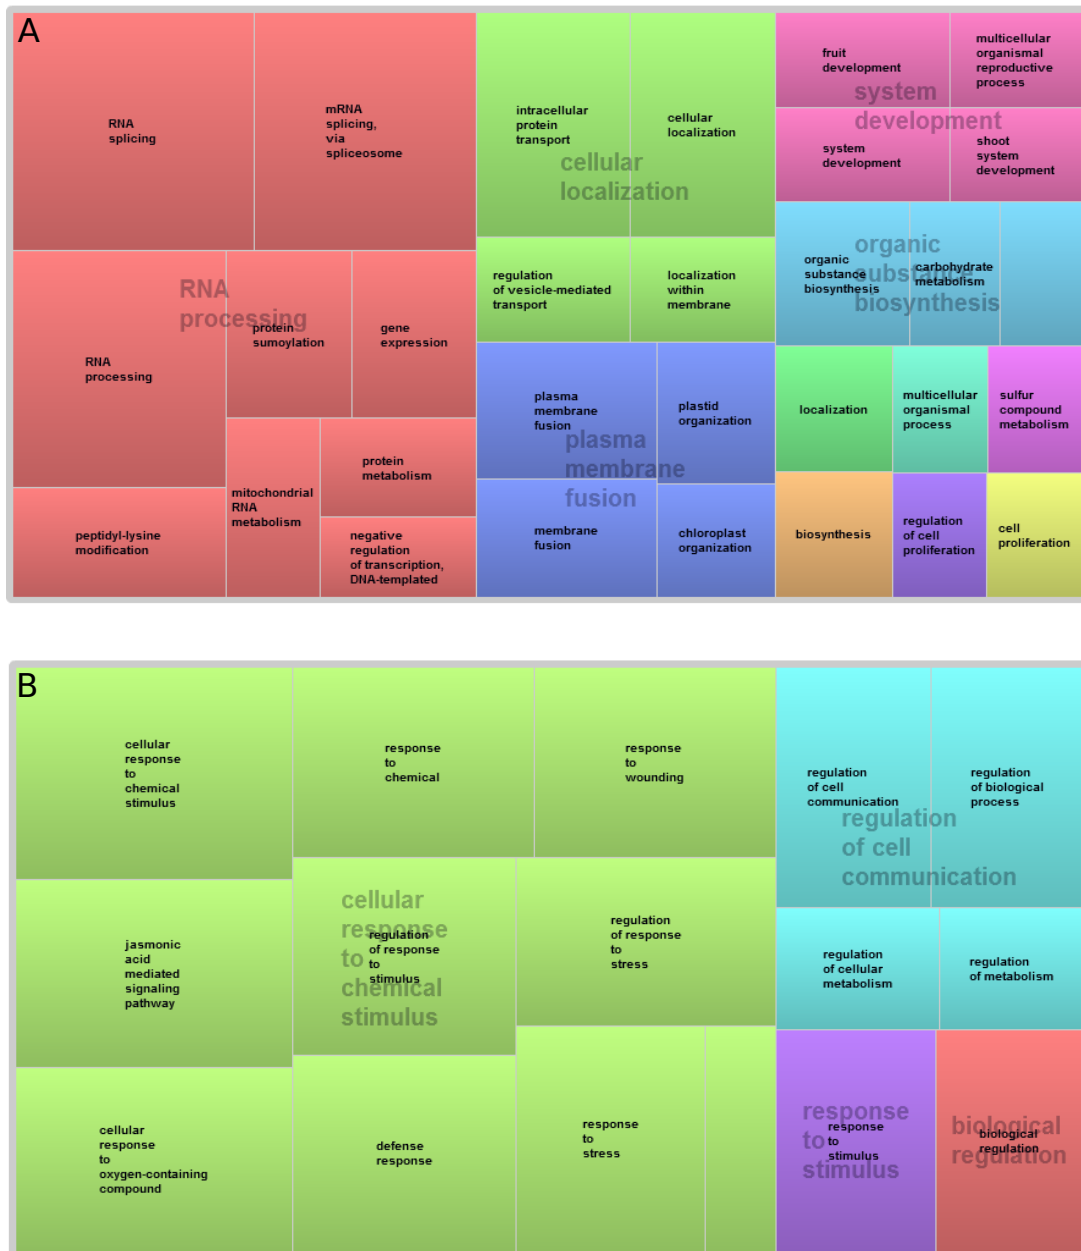 A
RNA
splicing
mRNA
splicing,
via
spliceosome
RNA
processing
protein
sumoylation
gene
expression
RNA
processing
peptidyl-lysine
modification
mitochondrial
RNA
metabolism
protein
metabolism
negative
regulation
of transcription,
DNA-templated
intracellular
protein
transport
cellular
localization
cellular
localization
regulation
of vesicle-mediated
transport
localization
within
membrane
plasma
membrane
fusion
plastid
organization
plasma
membrane
fusion
membrane
fusion
chloroplast
organization
fruit
development
multicellular
organismal
reproductive
process
system
development
system
development
shoot
system
development
organic
substance
biosynthesis
organic
substance
biosynthesis
carbohydrate
metabolism
localization
multicellular
organismal
process
sulfur
compound
metabolism
biosynthesis
regulation
of cell
proliferation
cell
proliferation
B
cellular
response
to
chemical
stimulus
response
to
chemical
response
to
wounding
jasmonic
acid
mediated
signaling
pathway
cellular
response
to
chemical
stimulus
regulation
of response
to
stimulus
regulation
of response
to
stress
cellular
response
to
oxygen-containing
compound
defense
response
response
to
stress
regulation
of cell
communication
regulation
of biological
process
regulation
of cell
communication
regulation
of cellular
metabolism
regulation
of metabolism
response
to
stimulus
response
to
stimulus
biological
regulation
biological
regulation